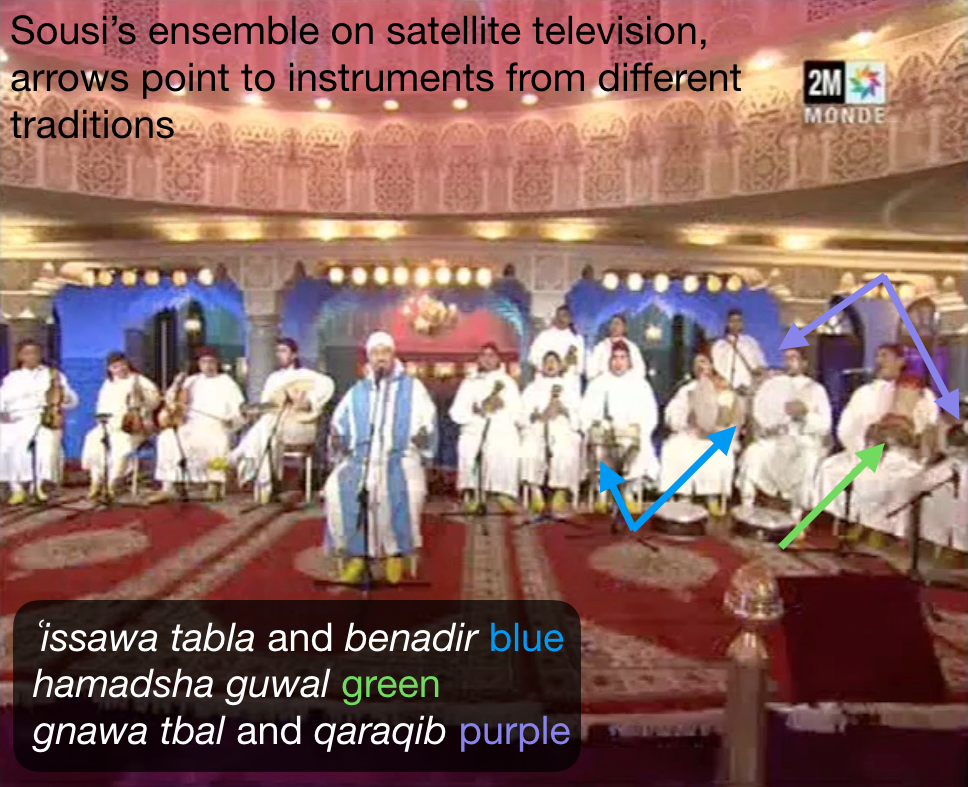 Sousi’s ensemble on satellite television,
arrows point to instruments from different
traditions
2M
MONDE
ʿissawa tabla and benadir blue
hamadsha guwal green
gnawa tbal and qaraqib purple